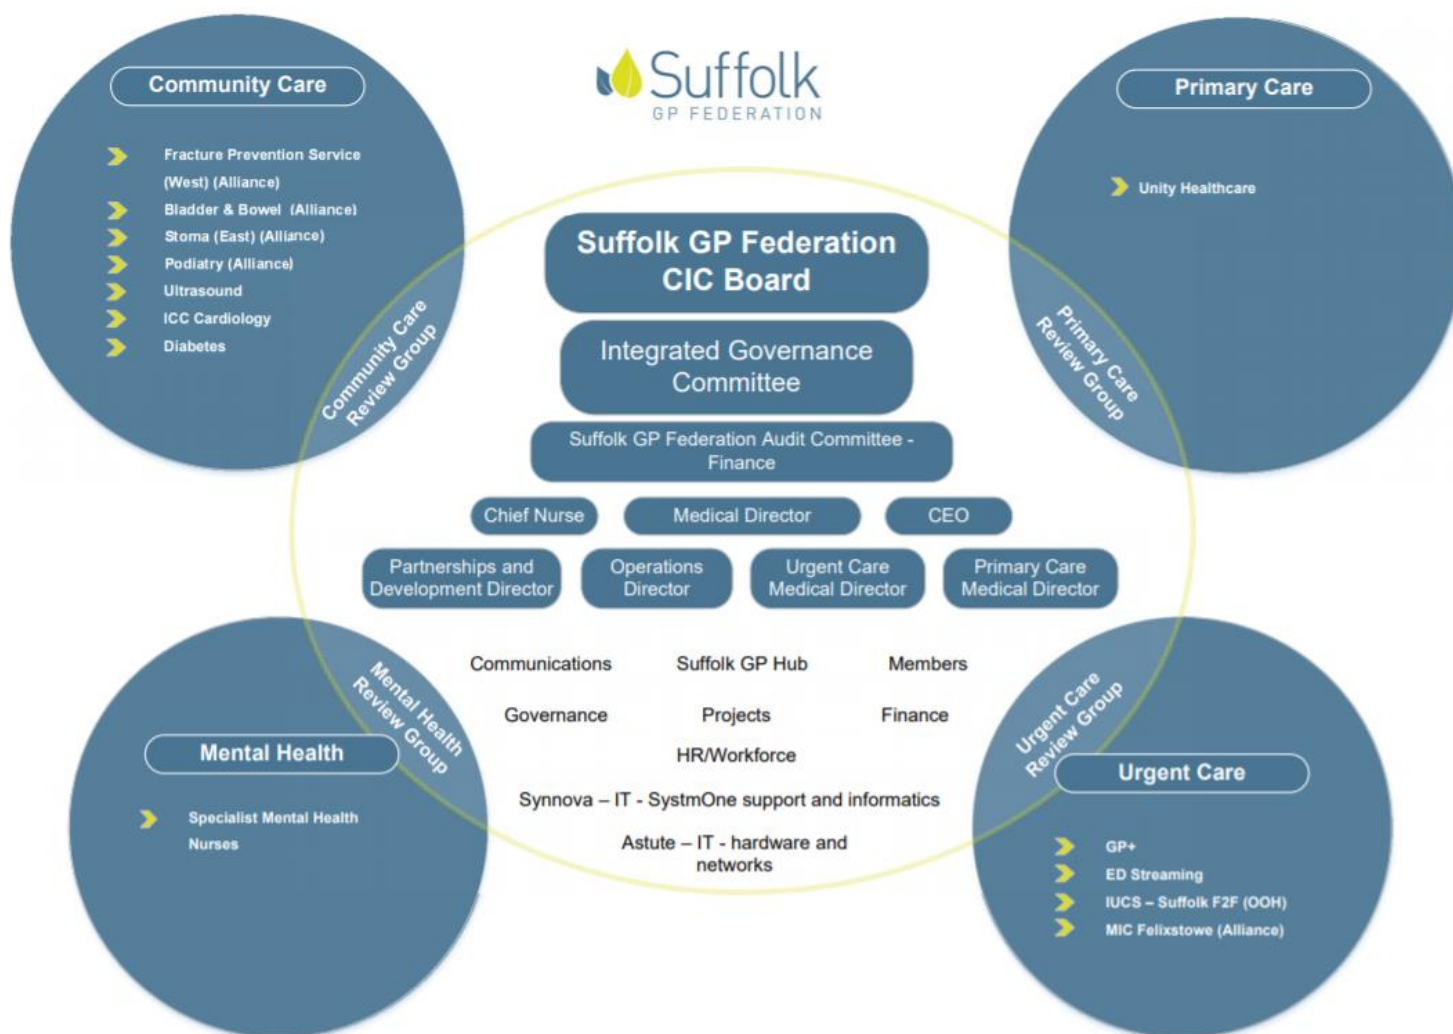 Suffolk
GP FEDERATION
Community Care
Fracture Prevention Service
(West) (Alliance)
Bladder & Bowel (Alliance)
Stoma (East) (Alliance)
Podiatry (Alliance)
Ultrasound
ICC Cardiology
Diabetes
Community Care
Review Group
Primary Care
Unity Healthcare
Primary Care
Review Group
Suffolk GP Federation
CIC Board
Integrated Governance
Committee
Suffolk GP Federation Audit Committee -
Finance
Chief Nurse
Medical Director
CEO
Partnerships and
Development Director
Operations
Director
Urgent Care
Medical Director
Primary Care
Medical Director
Communications
Suffolk GP Hub
Members
Governance
Projects
Finance
HR/Workforce
Synnova – IT - SystmOne support and informatics
Astute – IT - hardware and
networks
Mental Health
Review Group
Mental Health
Specialist Mental Health
Nurses
Urgent Care
Review Group
Urgent Care
GP+
ED Streaming
IUCS – Suffolk F2F (OOH)
MIC Felixstowe (Alliance)